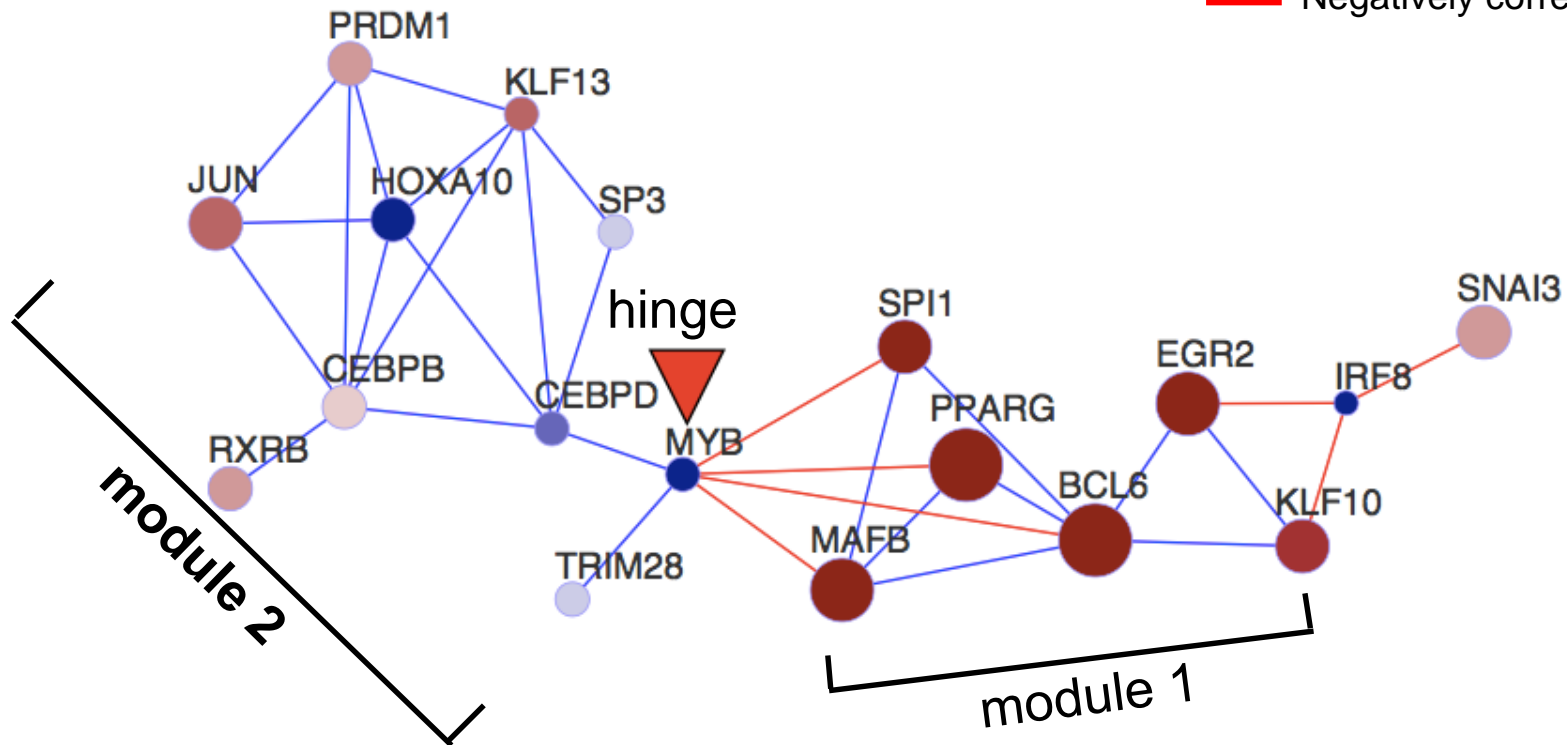 Negatively corre
PRDM1
KLF13
JUN
HOXA10
SP3
hinge
SPI1
SNAI3
EGR2
CEBPB
IRF8
CEBPD
PPARG
MYB
RXRB
BCL6
KLF10
MAFB
TRIM28
module 2
module 1